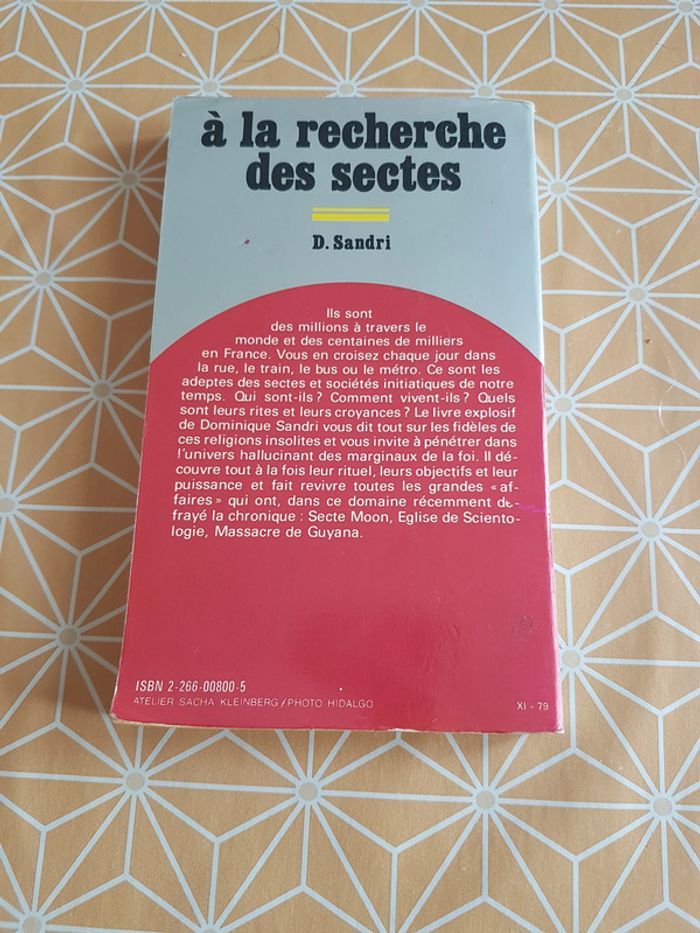 à la recherche
des sectes
D. Sandri
Ils sont
des millions à travers le
monde et des centaines de milliers
en France. Vous en croisez chaque jour dans
la rue, le train, le bus ou le métro. Ce sont les
adeptes des sectes et sociétés initiatiques de notre
temps. Qui sont-ils ? Comment vivent-ils ? Quels
sont leurs rites et leurs croyances ? Le livre explosif
de Dominique Sandri vous dit tout sur les fidèles de
ces religions insolites et vous invite à pénétrer dans
l'univers hallucinant des marginaux de la foi. Il dé-
couvre tout à la fois leur rituel, leurs objectifs et leur
puissance et fait revivre toutes les grandes « af-
faires » qui ont, dans ce domaine récemment de-
frayé la chronique : Secte Moon, Eglise de Sciento-
logie, Massacre de Guyana.
ISBN 2-266-00800-5
ATELIER SACHA KLEINBERG / PHOTO HIDALGO
XI - 79